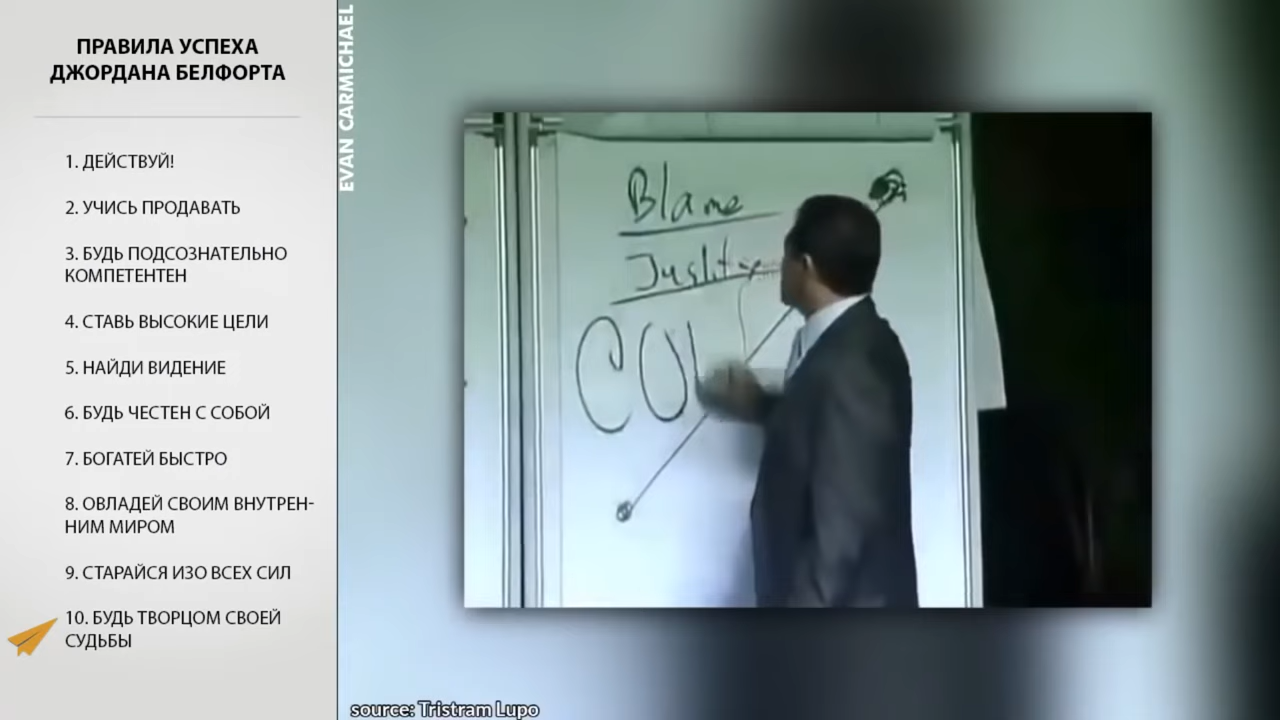 ПРАВИЛА УСПЕХА
ДЖОРДАНА БЕЛФОРТА
1. ДЕЙСТВУЙ!
2. УЧИСЬ ПРОДАВАТЬ
3. БУДЬ ПОДСОЗНАТЕЛЬНО
КОМПЕТЕНТЕН
4. СТАВЬ ВЫСОКИЕ ЦЕЛИ
5. НАЙДИ ВИДЕНИЕ
6. БУДЬ ЧЕСТЕН С СОБОЙ
7. БОГАТЕЙ БЫСТРО
8. ОВЛАДЕЙ СВОИМ ВНУТРЕН-
НИМ МИРОМ
9. СТАРАЙСЯ ИЗО ВСЕХ СИЛ
10. БУДЬ ТВОРЦОМ СВОЕЙ
СУДЬБЫ
EVAN CARMICHAEL
Blame
source: Tristram Lupo